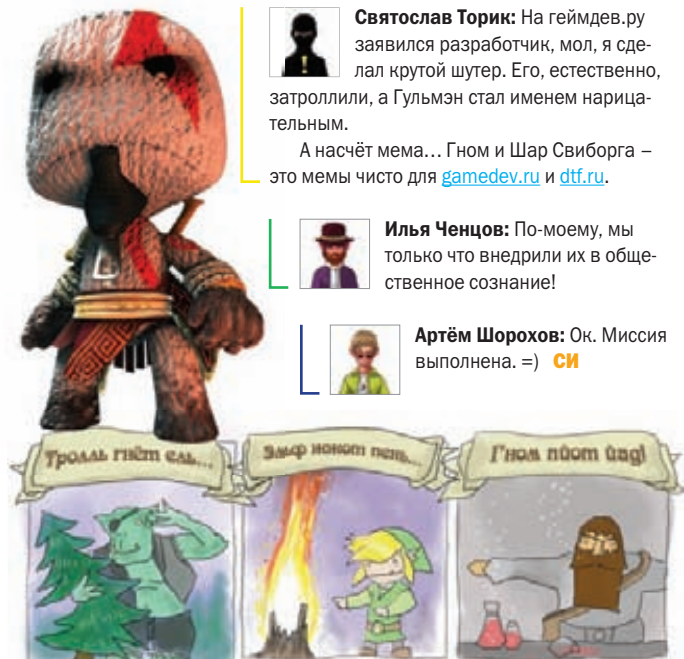 Святослав Торик: На геймдев.ру
заявился разработчик, мол, я сде-
лал крутой шутер. Его, естественно,
затроллили, а Гульмэн стал именем нарица-
тельным.
А насчёт мема... Гном и Шар Свиборга –
это мемы чисто для gamedev.ru и dtf.ru.
Илья Ченцов: По-моему, мы
только что внедрили их в обще-
ственное сознание!
Артём Шорохов: Ок. Миссия
выполнена. =) СИ
Тролль гнёт ель...
Эльф жжот пень...
Гном пйот йад!